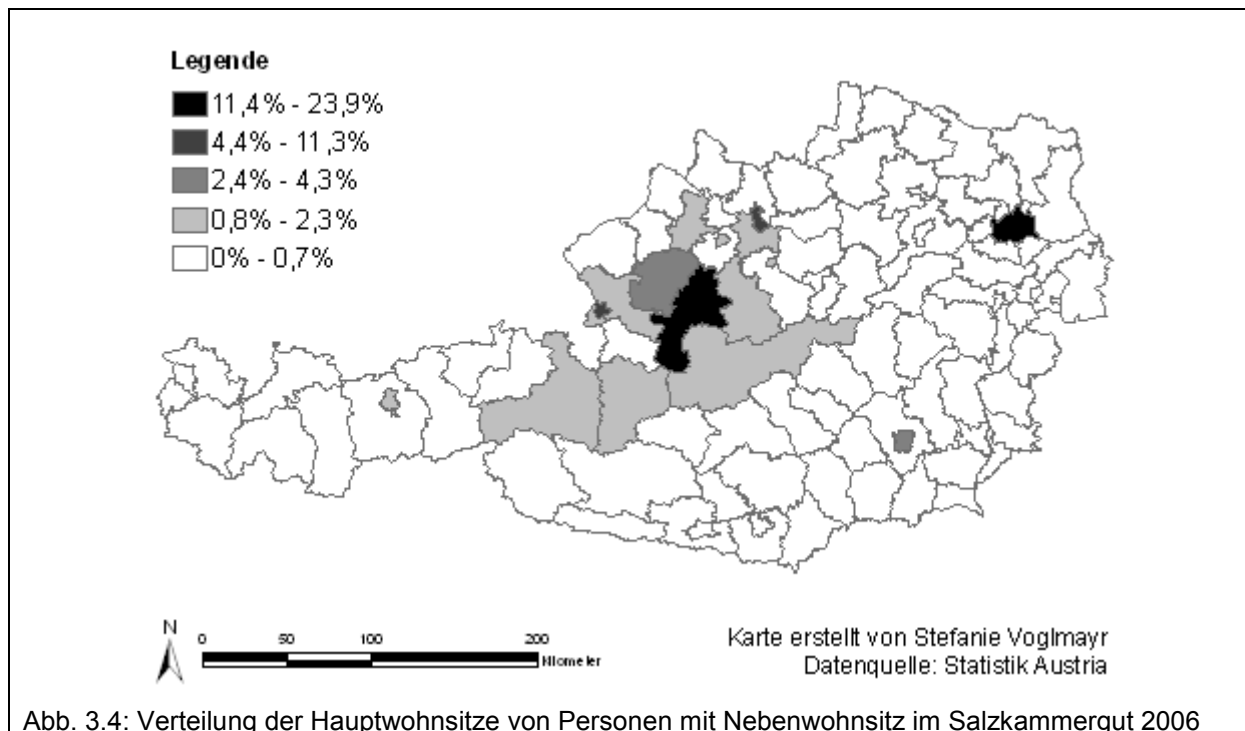 Legende
11,4% - 23,9%
4,4% - 11,3%
2,4% - 4,3%
0,8% - 2,3%
0% - 0,7%
N
0 50 100 200
Kilometer
Karte erstellt von Stefanie Voglmayr
Datenquelle: Statistik Austria
Abb. 3.4: Verteilung der Hauptwohnsitze von Personen mit Nebenwohnsitz im Salzkammergut 2006